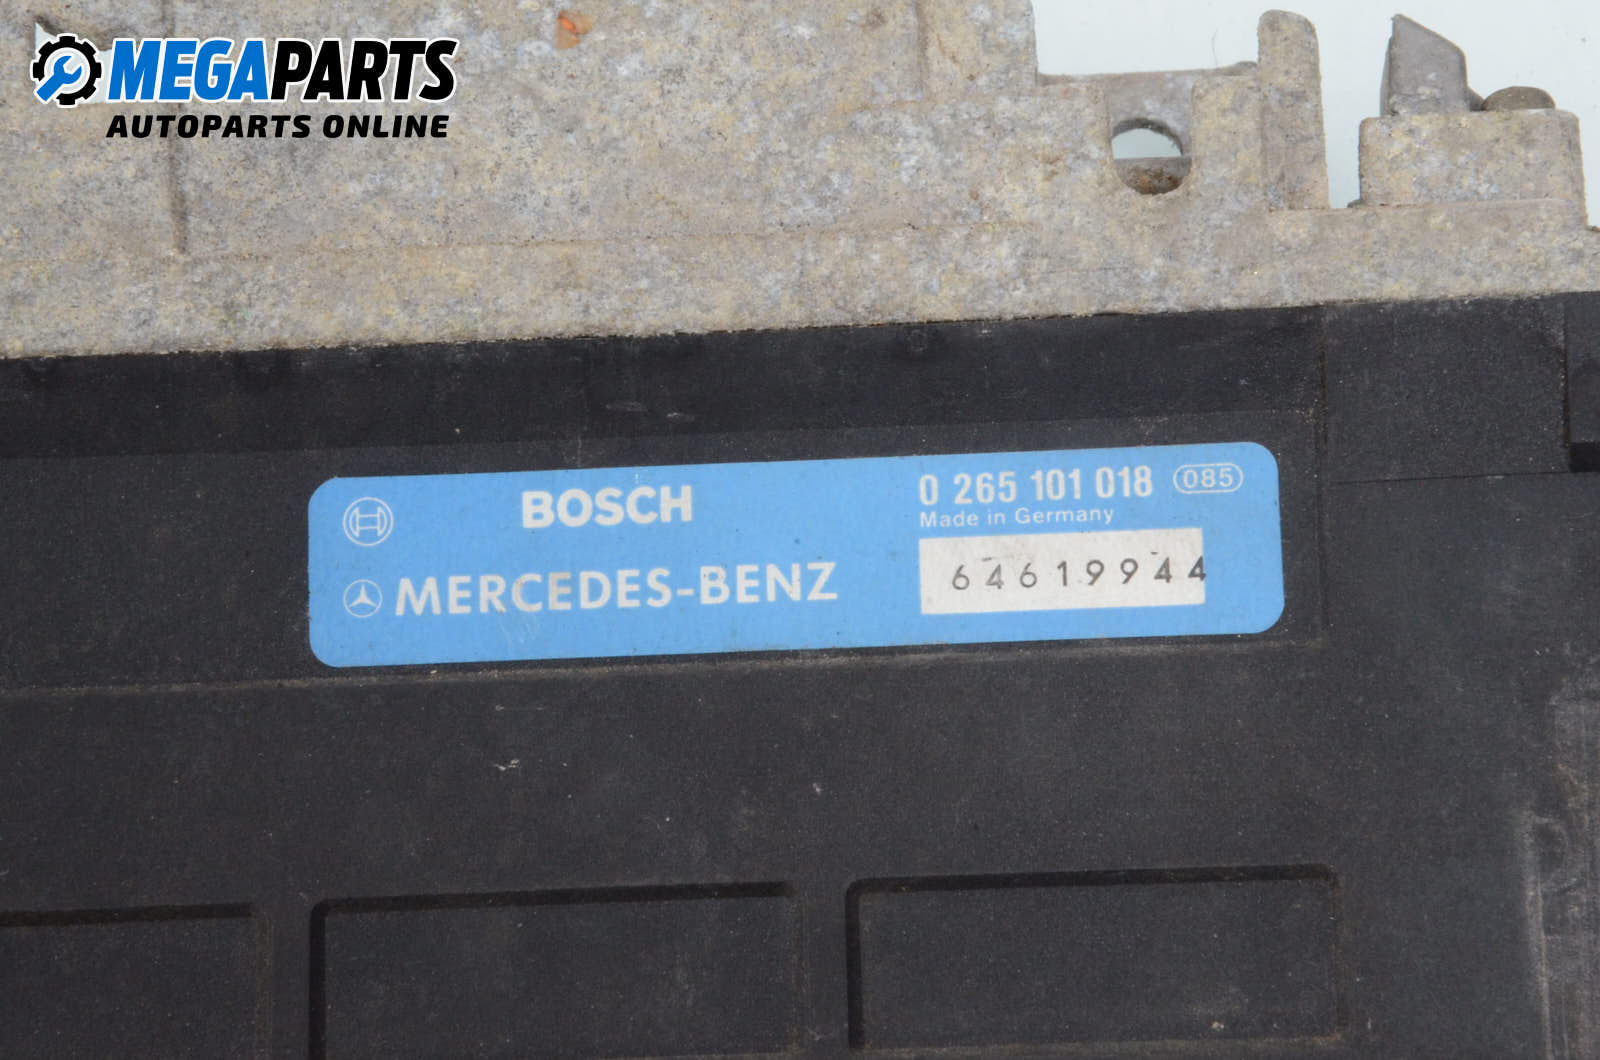 MEGAPARTS
AUTOPARTS ONLINE
BOSCH
0 265 101 018 085
Made in Germany
MERCEDES-BENZ
64619944